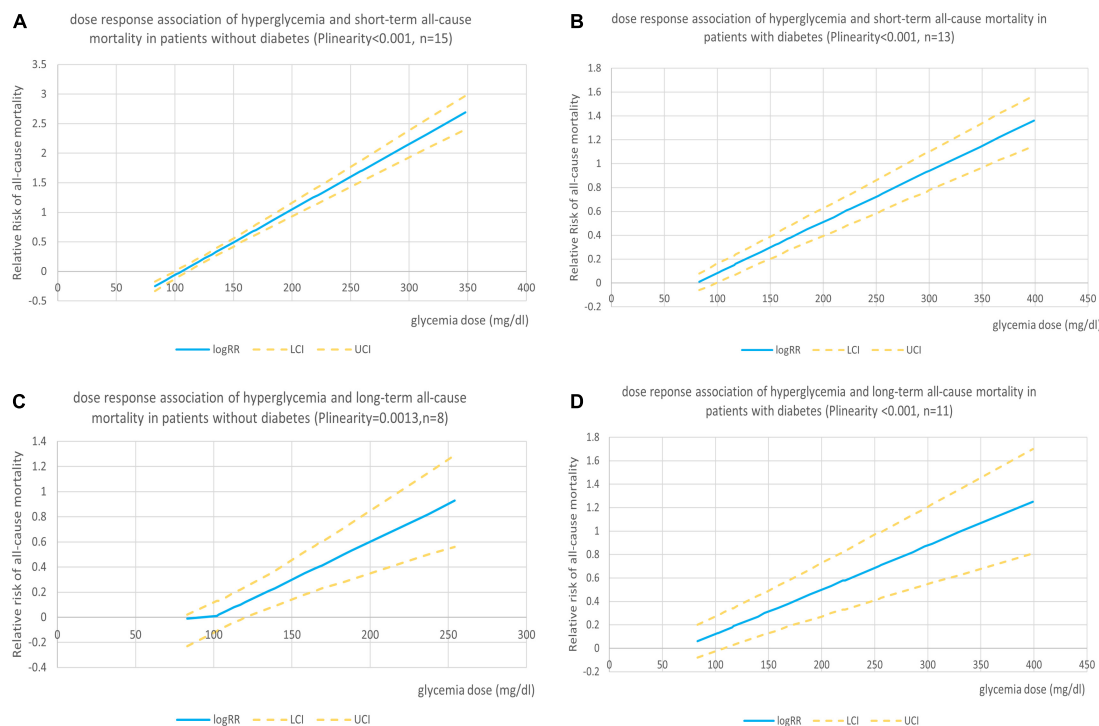 A
dose response association of hyperglycemia and short-term all-cause
mortality in patients without diabetes (Plinearity<0.001, n=15)
Relative Risk of all-cause mortality
3.5
3
2.5
2
1.5
1
0.5
0
-0.5
0
50
100
150
200
250
300
350
400
glycemia dose (mg/dl)
logRR
LCI
UCI
B
dose response association of hyperglycemia and short-term all-cause mortality in
patients with diabetes (Plinearity<0.001, n=13)
Relative Risk of all-cause mortality
1.8
1.6
1.4
1.2
1
0.8
0.6
0.4
0.2
0
-0.2
0
50
100
150
200
250
300
350
400
450
glycemia dose (mg/dl)
logRR
LCI
UCI
C
dose response association of hyperglycemia and long-term all-cause
mortality in patients without diabetes (Plinearity=0.0013,n=8)
Relative risk of all-cause mortality
1.4
1.2
1
0.8
0.6
0.4
0.2
0
-0.2
-0.4
0
50
100
150
200
250
300
glycemia dose (mg/dl)
logRR
LCI
UCI
D
dose response association of hyperglycemia and long-term all-cause mortality in
patients with diabetes (Plinearity <0.001, n=11)
Relative risk of all-cause mortality
1.8
1.6
1.4
1.2
1
0.8
0.6
0.4
0.2
0
-0.2
0
50
100
150
200
250
300
350
400
450
glycemia dose (mg/dl)
logRR
LCI
UCI